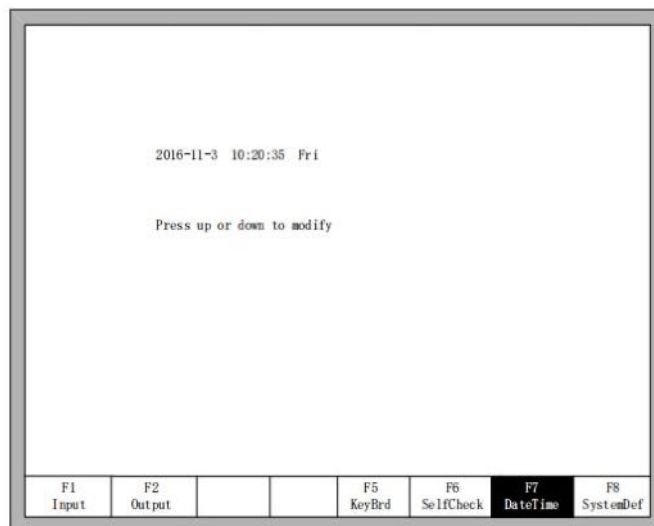 2016-11-3 10:20:35 Fri
Press up or down to modify
F1 F2 F5 F6 F7 F8
Input Output KeyBrd SelfCheck DateTime SystemDef